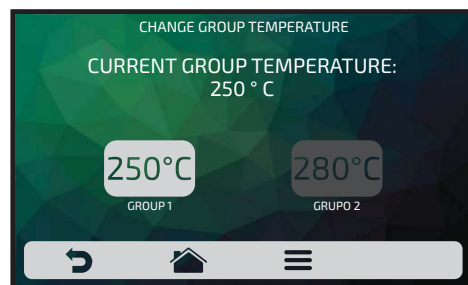 CHANGE GROUP TEMPERATURE
CURRENT GROUP TEMPERATURE:
250 ° C
250°C
280°C
GROUP 1
GRUPO 2